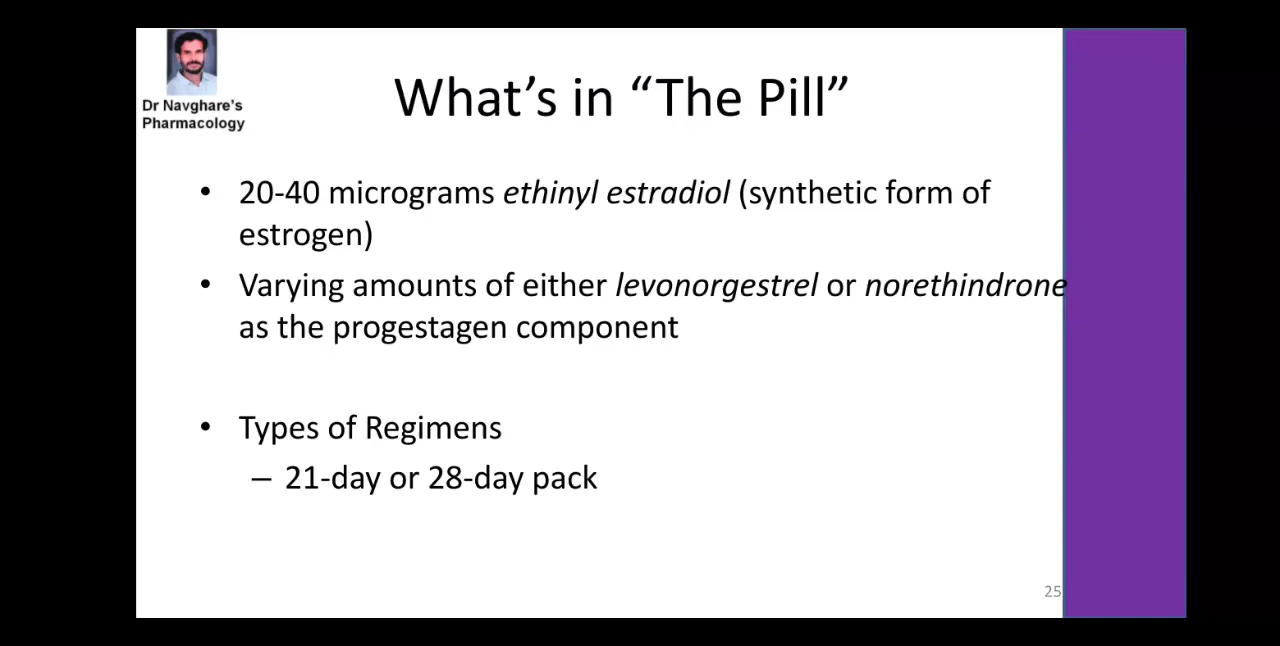 Dr Navghare's
Pharmacology
What's in “The Pill”
• 20-40 micrograms ethinyl estradiol (synthetic form of
estrogen)
• Varying amounts of either levonorgestrel or norethindrone
as the progestagen component
• Types of Regimens
– 21-day or 28-day pack
25